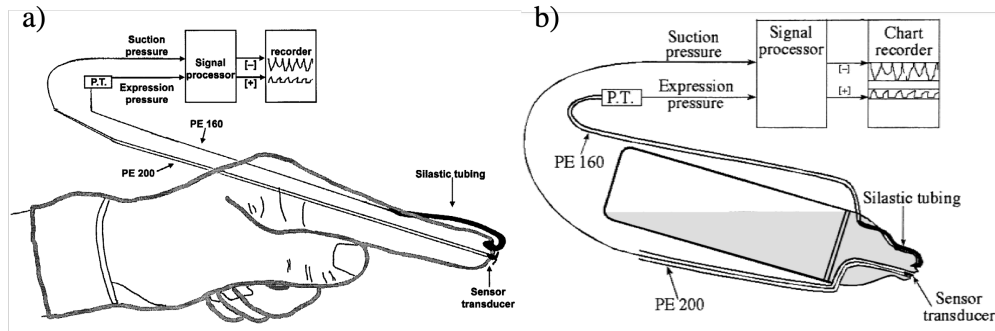 a)
Suction
pressure
P.T.
Expression
pressure
Signal
processor
[–]
[+]
recorder
PE 160
PE 200
Silastic tubing
Sensor
transducer
b)
Suction
pressure
P.T.
Expression
pressure
Signal
processor
[–]
[+]
Chart
recorder
PE 160
Silastic tubing
PE 200
Sensor
transducer